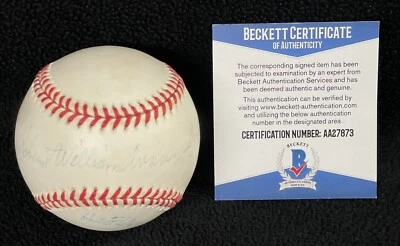 BECKETT CERTIFICATE
OF AUTHENTICITY
The corresponding signed item has been
subjected to examination by an expert from
Beckett Authentication Services and has
been deemed authentic and genuine.
This authentication can be verified by
visiting www.beckett-authentication.com and
utilizing the below authentication number in
the designated area.
CERTIFICATION NUMBER: AA27873
BECKETT
B
William